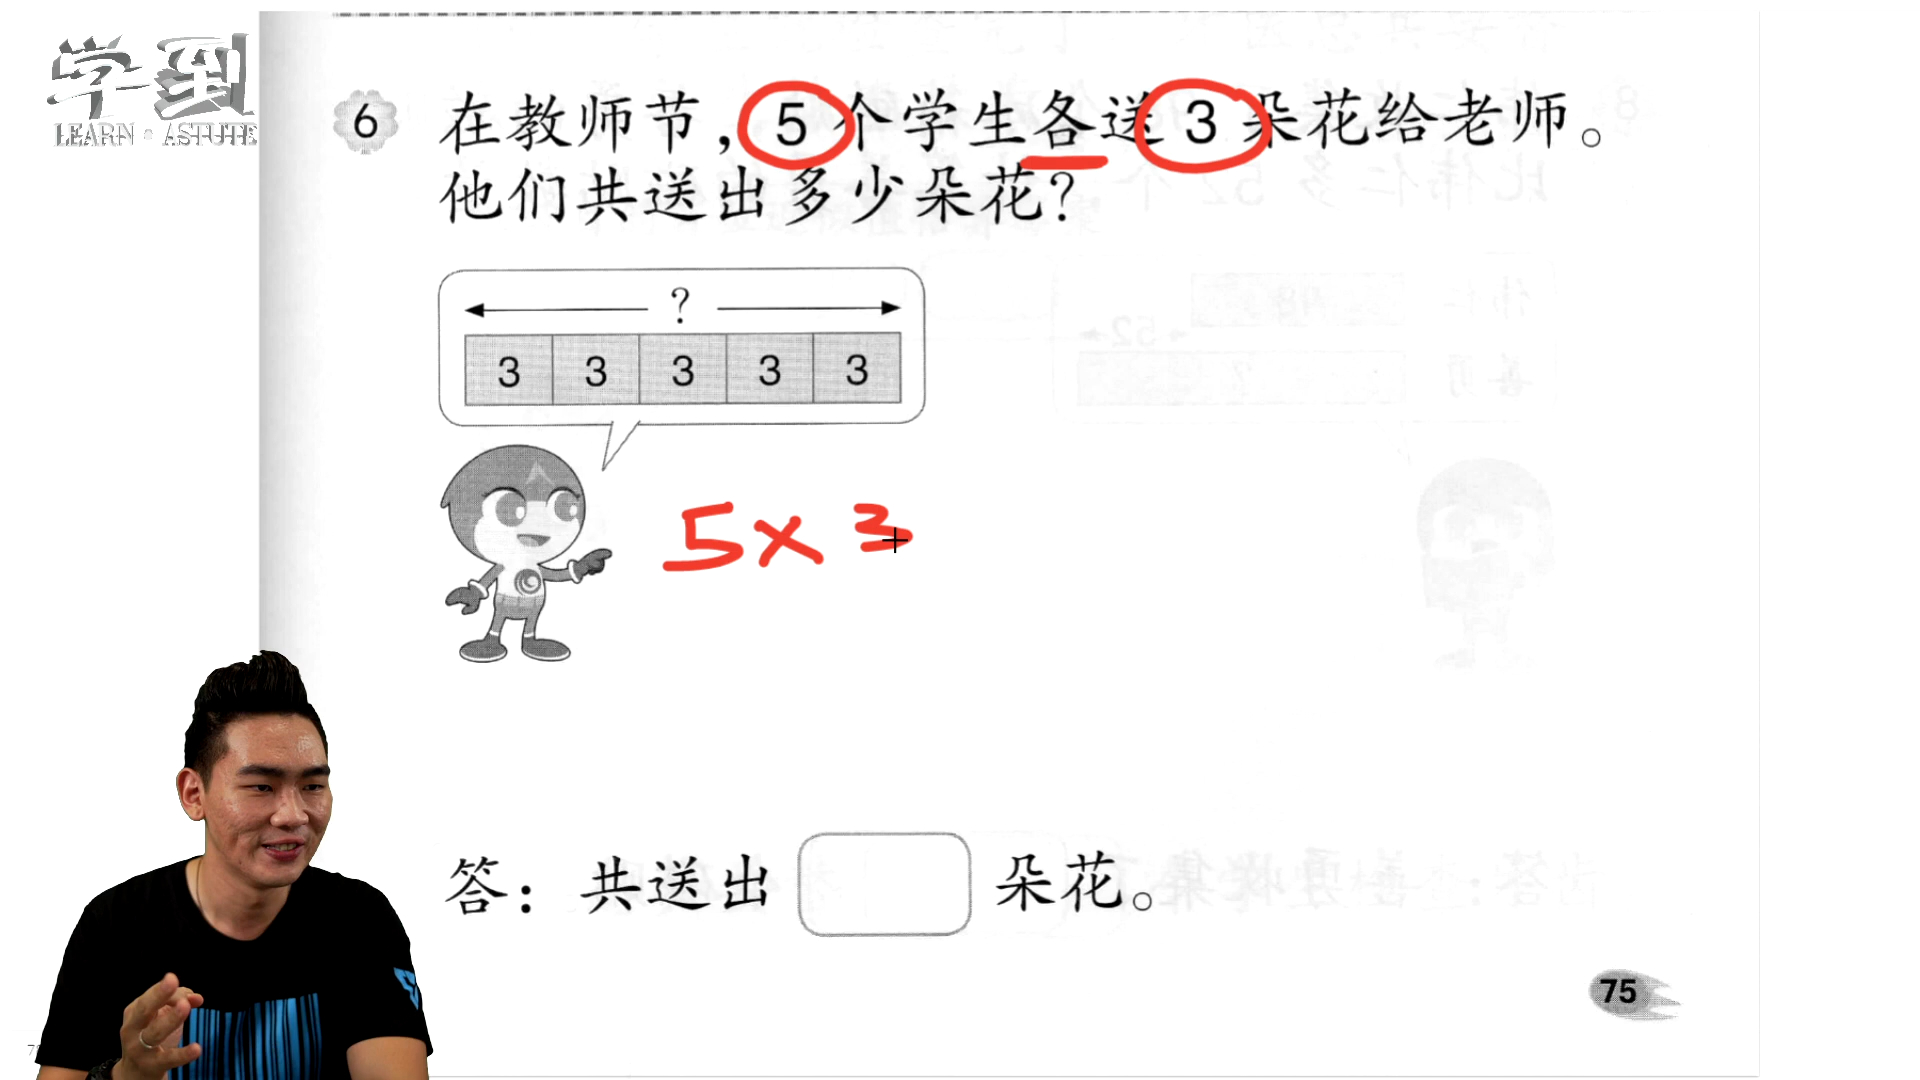 学到
LEARN ASTUTE
6 在教师节，5个学生各送3朵花给老师。
他们共送出多少朵花？
?
3 3 3 3 3
5 x 3
答：共送出 朵花。
75